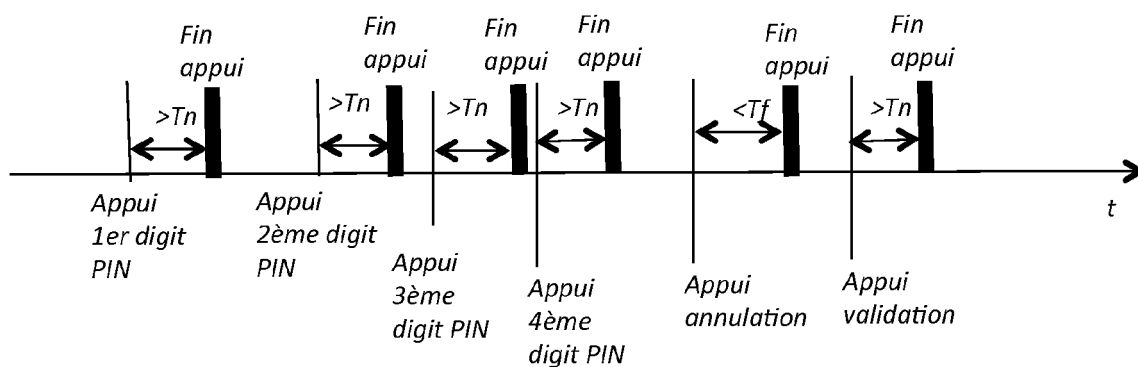 Fin
appui
Fin
appui
Fin
appui
Fin
appui
Fin
appui
Fin
appui
>Tn
>Tn
>Tn
>Tn
<Tf
>Tn
t
Appui
1er digit
PIN
Appui
2ème digit
PIN
Appui
3ème
digit PIN
Appui
4ème
digit PIN
Appui
annulation
Appui
validation